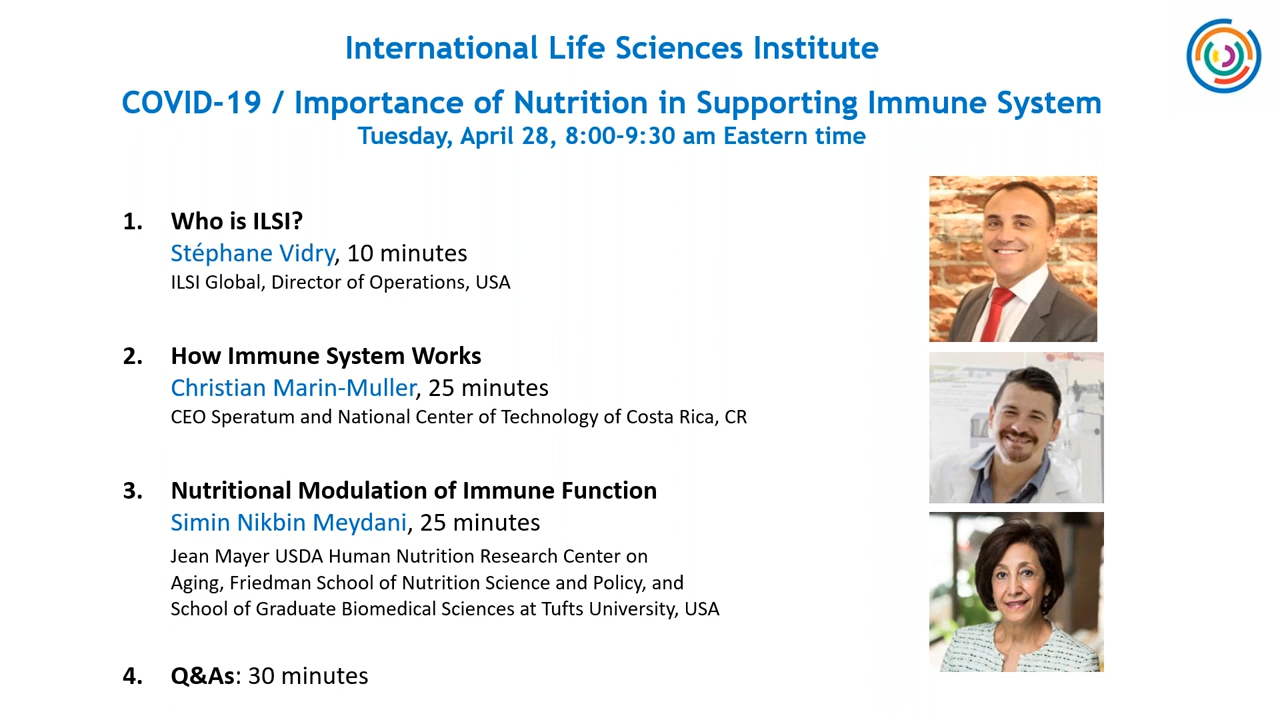 International Life Sciences Institute
COVID-19 / Importance of Nutrition in Supporting Immune System
Tuesday, April 28, 8:00-9:30 am Eastern time
1. Who is ILSI?
Stéphane Vidry, 10 minutes
ILSI Global, Director of Operations, USA
2. How Immune System Works
Christian Marin-Muller, 25 minutes
CEO Speratum and National Center of Technology of Costa Rica, CR
3. Nutritional Modulation of Immune Function
Simin Nikbin Meydani, 25 minutes
Jean Mayer USDA Human Nutrition Research Center on
Aging, Friedman School of Nutrition Science and Policy, and
School of Graduate Biomedical Sciences at Tufts University, USA
4. Q&As: 30 minutes